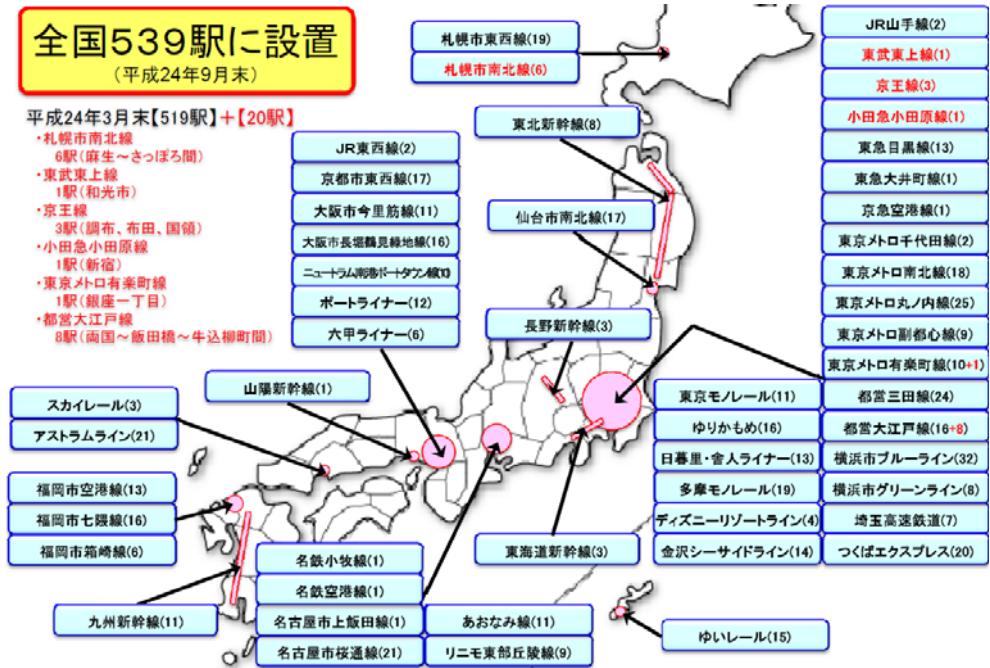 全国539駅に設置
(平成24年9月末)
平成24年3月末【519駅】+【20駅】
・札幌市南北線
6駅(麻生～さっぽろ間)
・東武東上線
1駅(和光市)
・京王線
3駅(調布、布田、国領)
・小田急小田原線
1駅(新宿)
・東京メトロ有楽町線
1駅(銀座一丁目)
・都営大江戸線
8駅(両国～飯田橋～牛込柳町間)
札幌市東西線(19)
札幌市南北線(6)
東北新幹線(8)
仙台市南北線(17)
長野新幹線(3)
JR東西線(2)
京都市東西線(17)
大阪市今里筋線(11)
大阪市長堀鶴見緑地線(16)
ニュートラム南港ポートタウン線(10)
ポートライナー(12)
六甲ライナー(6)
山陽新幹線(1)
スカイレール(3)
アストラムライン(21)
福岡市空港線(13)
福岡市七隈線(16)
福岡市箱崎線(6)
九州新幹線(11)
名鉄小牧線(1)
名鉄空港線(1)
名古屋市上飯田線(1)
名古屋市桜通線(21)
あおなみ線(11)
リニモ東部丘陵線(9)
東海道新幹線(3)
ゆいレール(15)
JR山手線(2)
東武東上線(1)
京王線(3)
小田急小田原線(1)
東急目黒線(13)
東急大井町線(1)
京急空港線(1)
東京メトロ千代田線(2)
東京メトロ南北線(18)
東京メトロ丸ノ内線(25)
東京メトロ副都心線(9)
東京メトロ有楽町線(10+1)
都営三田線(24)
都営大江戸線(16+8)
横浜市ブルーライン(32)
横浜市グリーンライン(8)
埼玉高速鉄道(7)
つくばエクスプレス(20)
東京モノレール(11)
ゆりかもめ(16)
日暮里・舎人ライナー(13)
多摩モノレール(19)
ディズニーリゾートライン(4)
金沢シーサイドライン(14)